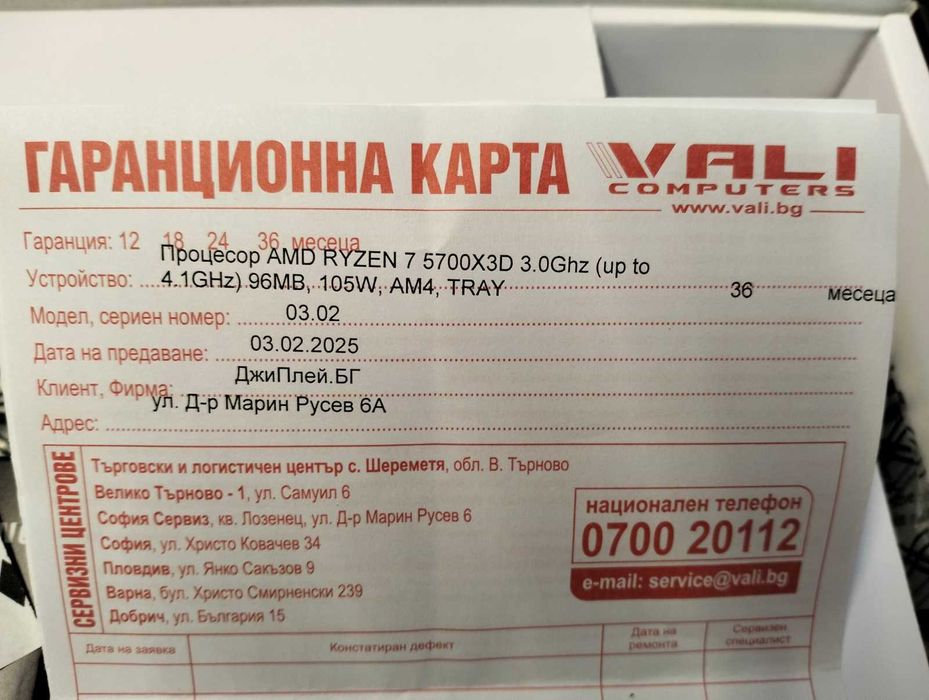 ГАРАНЦИОННА КАРТА
VALI
COMPUTERS
www.vali.bg
Гаранция: 12 18 24 36 месеца
Процесор AMD RYZEN 7 5700X3D 3.0Ghz (up to
Устройство: 4.1GHz) 96MB, 105W, AM4, TRAY 36 месеца
Модел, сериен номер: 03.02
Дата на предаване: 03.02.2025
Клиент, Фирма: ДжиПлей.БГ
Адрес: ул. Д-р Марин Русев 6А
СЕРВИЗНИ ЦЕНТРОВЕ
Търговски и логистичен център с. Шереметя, обл. В. Търново
Велико Търново - 1, ул. Самуил 6
София Сервиз, кв. Лозенец, ул. Д-р Марин Русев 6
София, ул. Христо Ковачев 34
Пловдив, ул. Янко Сакъзов 9
Варна, бул. Христо Смирненски 239
Добрич, ул. България 15
национален телефон
0700 20112
e-mail: service@vali.bg
Дата на заявка Констатиран дефект Дата на ремонта Сервизен специалист